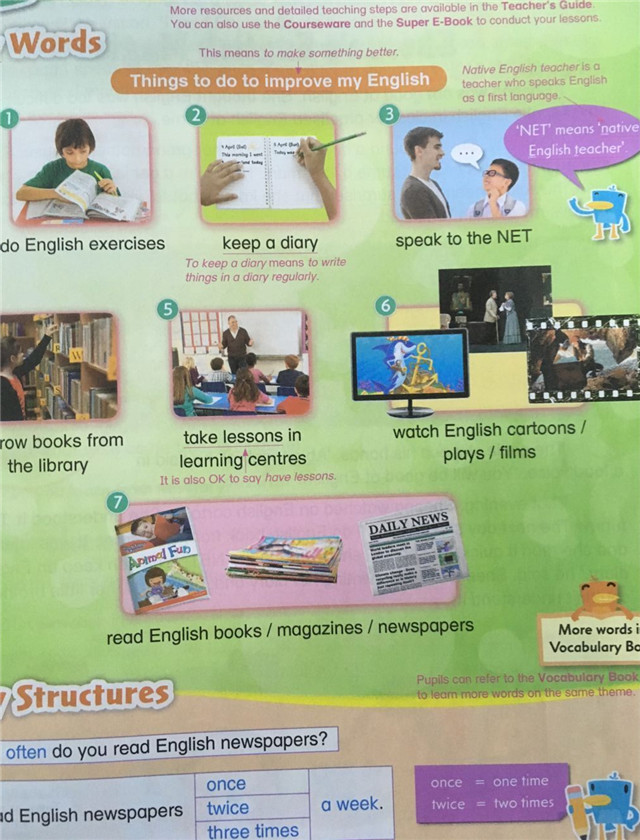 More resources and detailed teaching steps are available in the Teacher's Guide.
You can also use the Courseware and the Super E-Book to conduct your lessons.
Words
This means to make something better.
Things to do to improve my English
Native English teacher is a
teacher who speaks English
as a first language.
1
2
3
'NET' means 'native
English teacher'.
9 April (Sat)
This morning I went
do English exercises
keep a diary
speak to the NET
To keep a diary means to write
things in a diary regularly.
5
6
row books from
the library
take lessons in
learning centres
It is also OK to say have lessons.
watch English cartoons /
plays / films
7
Animal Fun
DAILY NEWS
read English books / magazines / newspapers
More words i
Vocabulary Bo
Structures
Pupils can refer to the Vocabulary Book
to learn more words on the same theme.
often do you read English newspapers?
ad English newspapers
once
twice
three times
a week.
once = one time
twice = two times